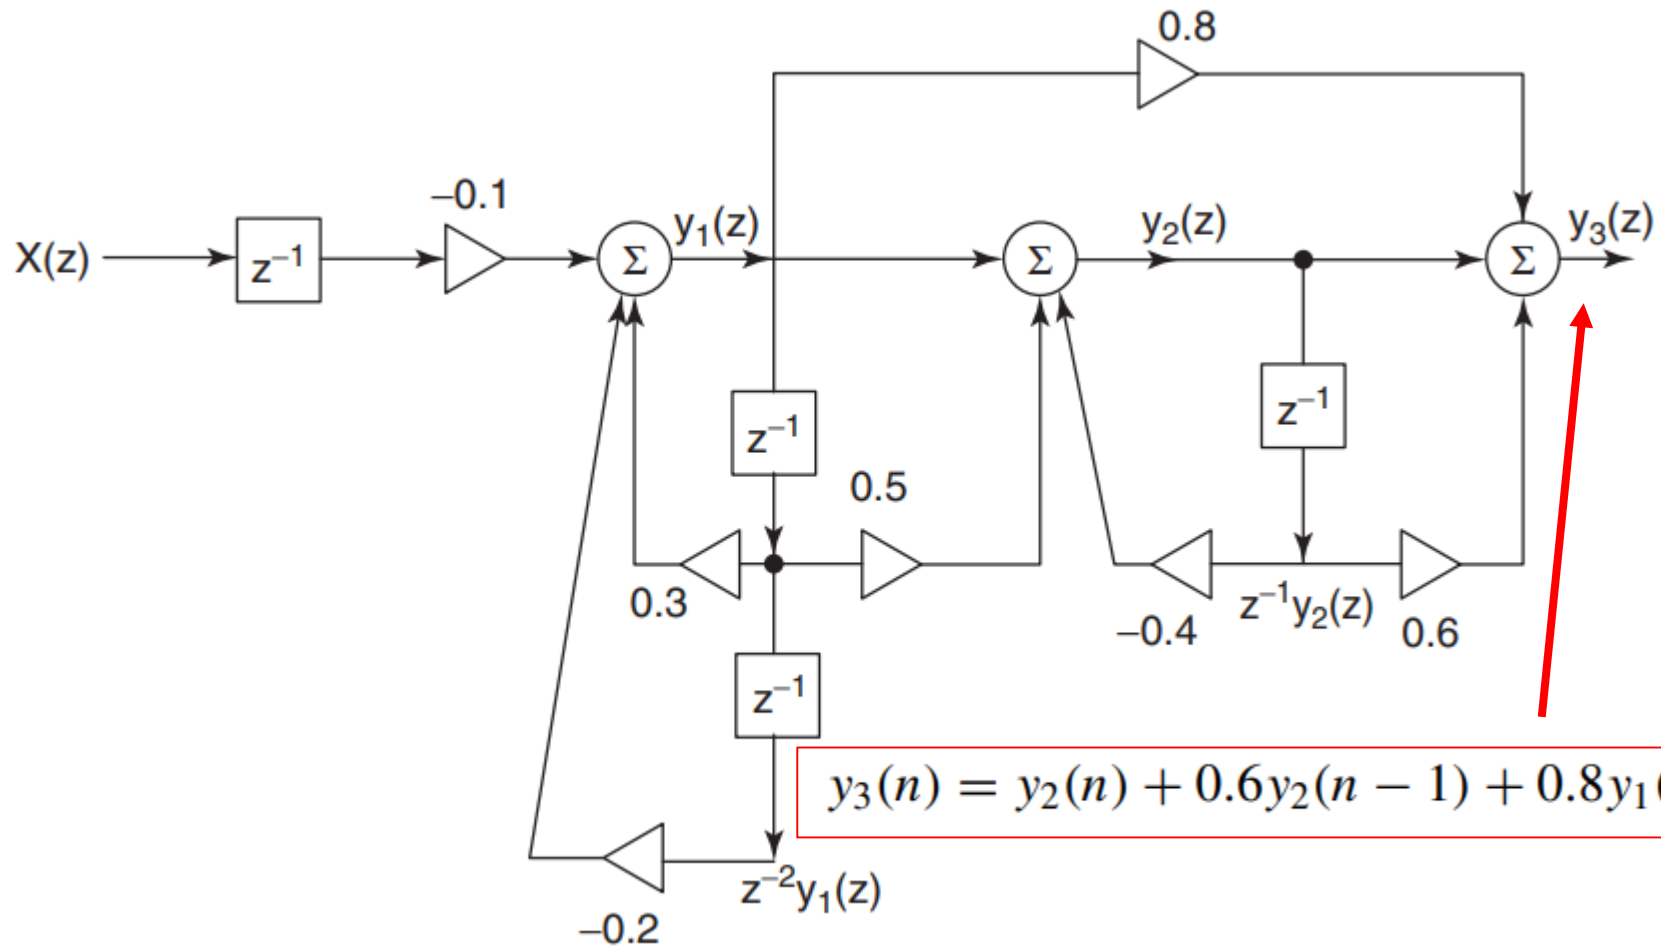 0.8
−0.1
X(z)
z⁻¹
Σ
y₁(z)
Σ
y₂(z)
Σ
y₃(z)
z⁻¹
z⁻¹
0.5
0.3
−0.4
z⁻¹y₂(z)
0.6
z⁻¹
y₃(n) = y₂(n) + 0.6y₂(n − 1) + 0.8y₁(
z⁻²y₁(z)
−0.2